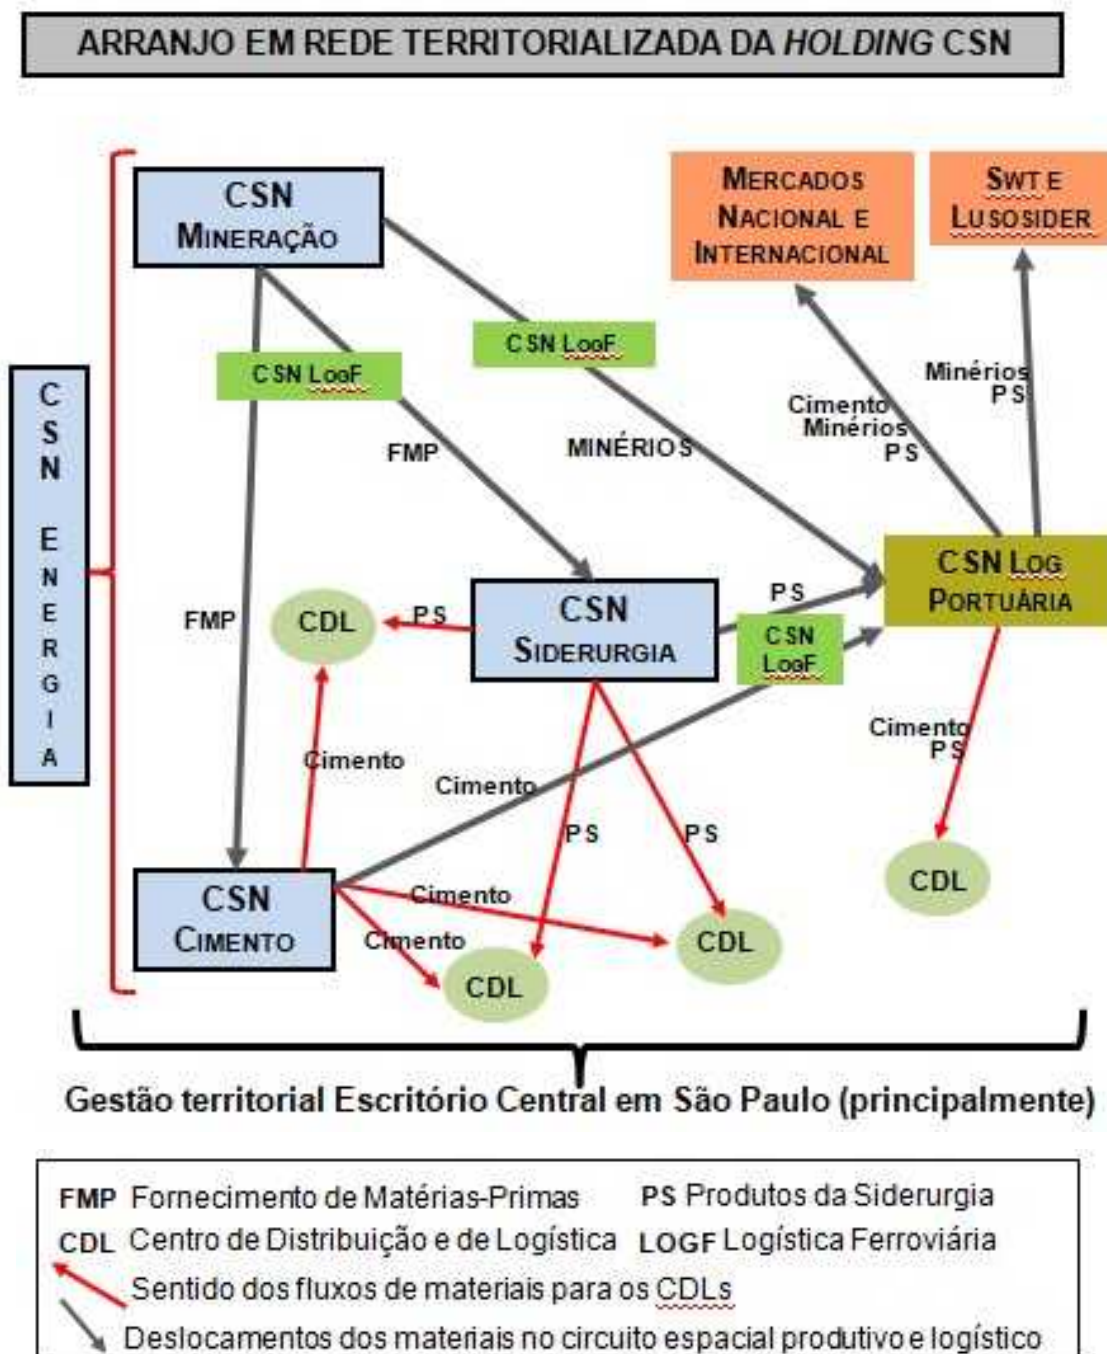 ARRANJO EM REDE TERRITORIALIZADA DA HOLDING CSN
CSN
MINERAÇÃO
MERCADOS
NACIONAL E
INTERNACIONAL
SWT E
LUSOSIDER
CSN LOGF
CSN LOGF
CSN ENERGIA
FMP
MINÉRIOS
Cimento
Minérios
PS
Minérios
PS
FMP
CDL
PS
CSN
SIDERURGIA
PS
CSN
LOGF
CSN LOG
PORTUÁRIA
Cimento
Cimento
PS
PS
Cimento
PS
CSN
CIMENTO
Cimento
Cimento
CDL
CDL
CDL
Gestão territorial Escritório Central em São Paulo (principalmente)
FMP Fornecimento de Matérias-Primas PS Produtos da Siderurgia
CDL Centro de Distribuição e de Logística LOGF Logística Ferroviária
Sentido dos fluxos de materiais para os CDLs
Deslocamentos dos materiais no circuito espacial produtivo e logístico